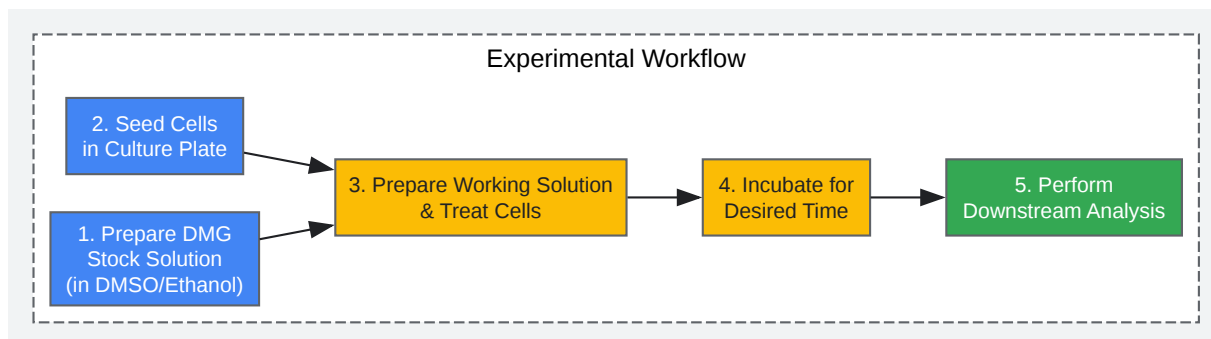 Experimental Workflow
2. Seed Cells
in Culture Plate
1. Prepare DMG
Stock Solution
(in DMSO/Ethanol)
3. Prepare Working Solution
& Treat Cells
4. Incubate for
Desired Time
5. Perform
Downstream Analysis